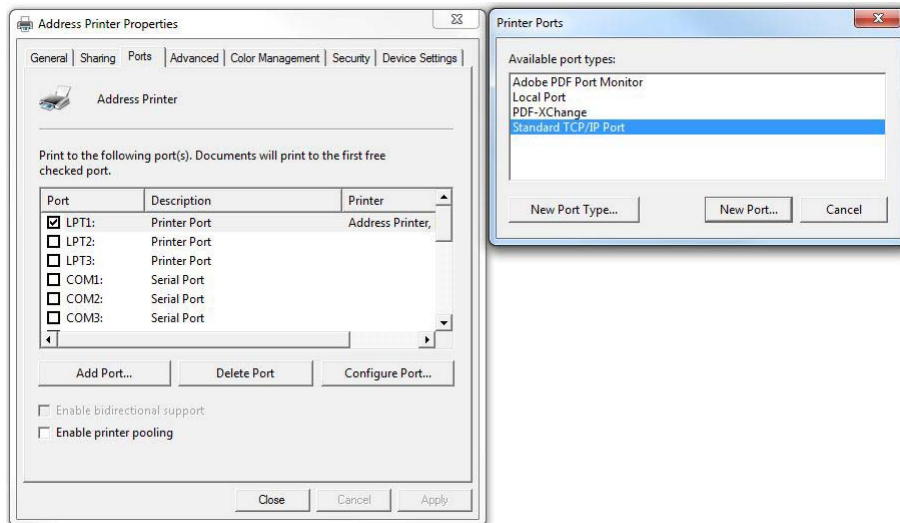 Address Printer Properties
General Sharing Ports Advanced Color Management Security Device Settings
Address Printer
Print to the following port(s). Documents will print to the first free
checked port.
Port Description Printer
LPT1: Printer Port Address Printer,
LPT2: Printer Port
LPT3: Printer Port
COM1: Serial Port
COM2: Serial Port
COM3: Serial Port
Add Port... Delete Port Configure Port...
Enable bidirectional support
Enable printer pooling
Close Cancel Apply
Printer Ports
Available port types:
Adobe PDF Port Monitor
Local Port
PDF-XChange
Standard TCP/IP Port
New Port Type... New Port... Cancel